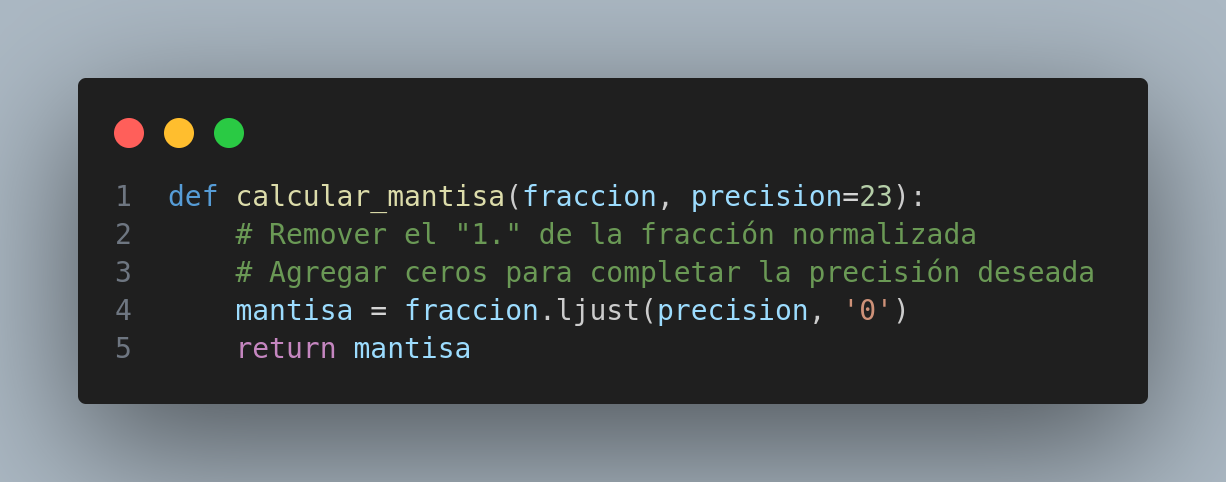 1 def calcular_mantisa(fraccion, precision=23):
2     # Remover el "1." de la fracción normalizada
3     # Agregar ceros para completar la precisión deseada
4     mantisa = fraccion.ljust(precision, '0')
5     return mantisa